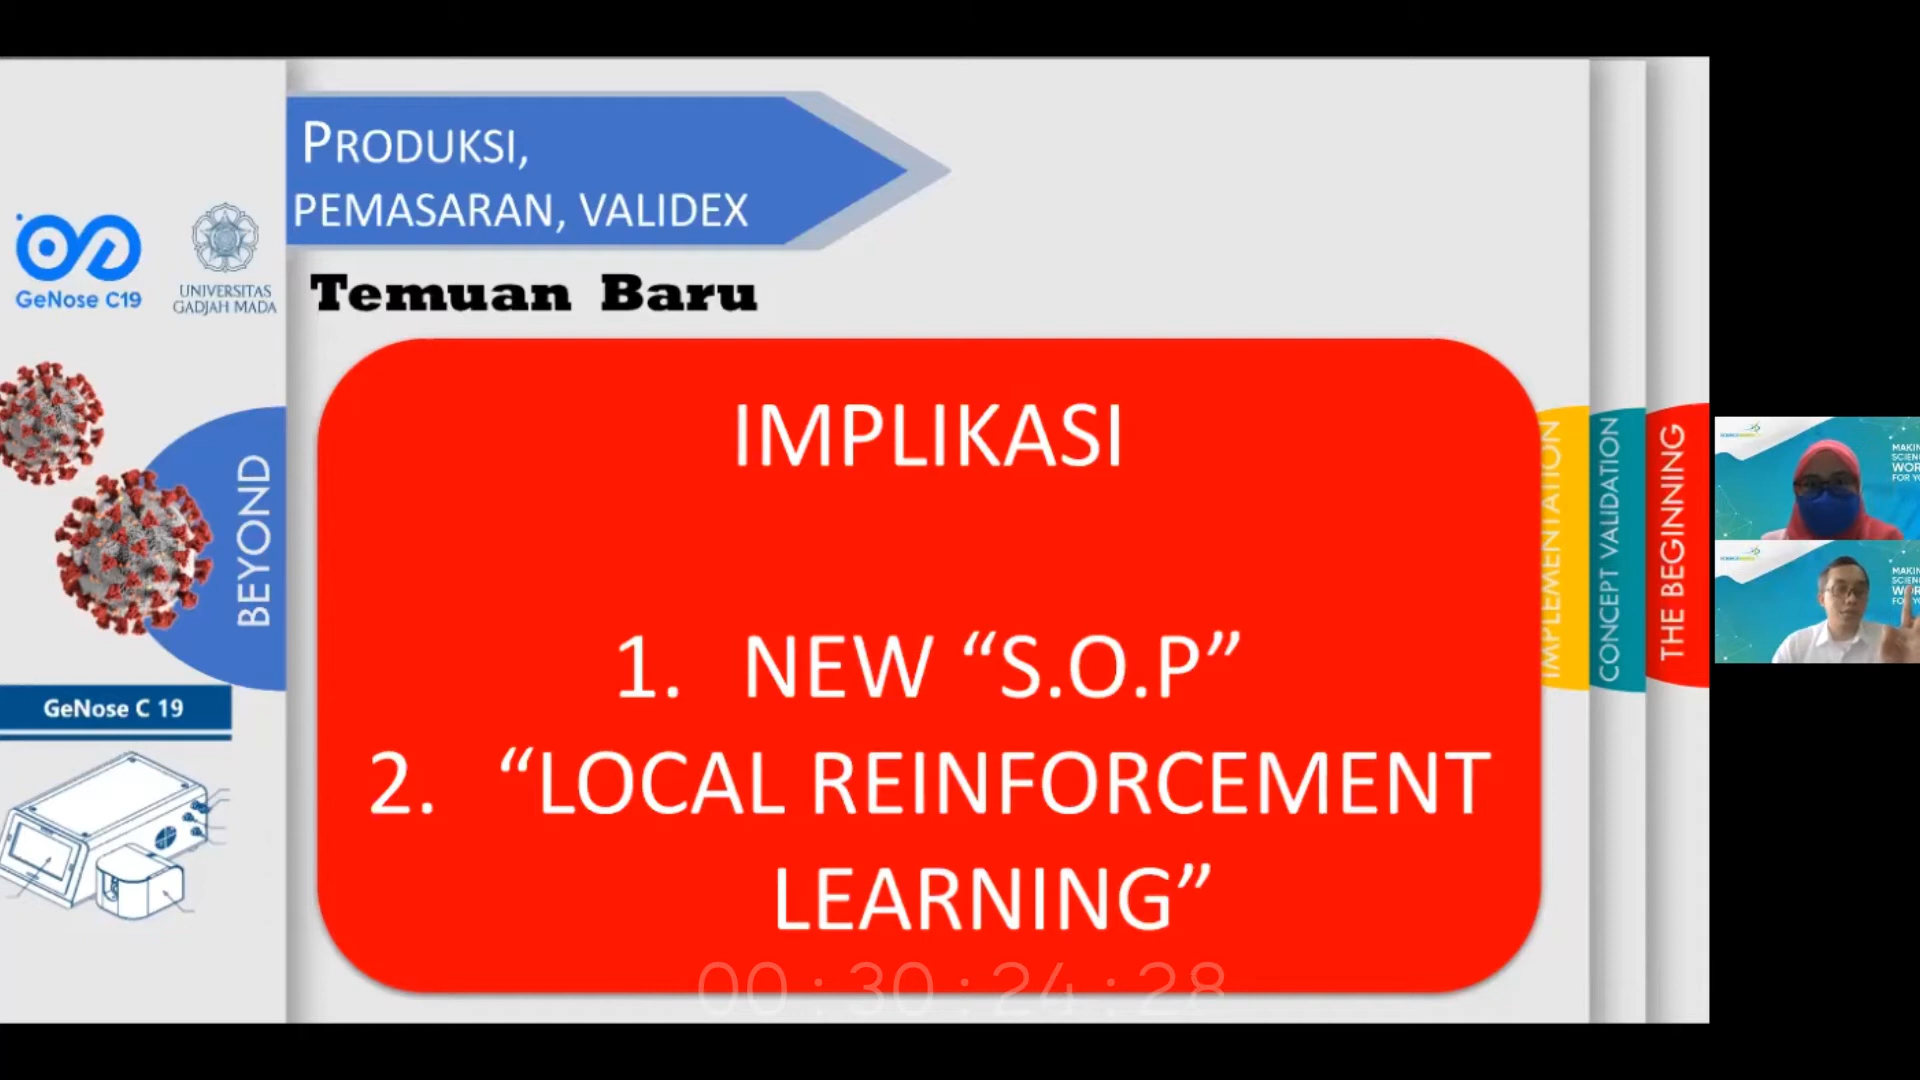 PRODUKSI,
PEMASARAN, VALIDEX
GeNose C19
UNIVERSITAS
GADJAH MADA
Temuan Baru
IMPLIKASI
1. NEW “S.O.P”
2. “LOCAL REINFORCEMENT
LEARNING”
BEYOND
IMPLEMENTATION
CONCEPT VALIDATION
THE BEGINNING
GeNose C 19
00 : 30 : 24 : 28
FOR